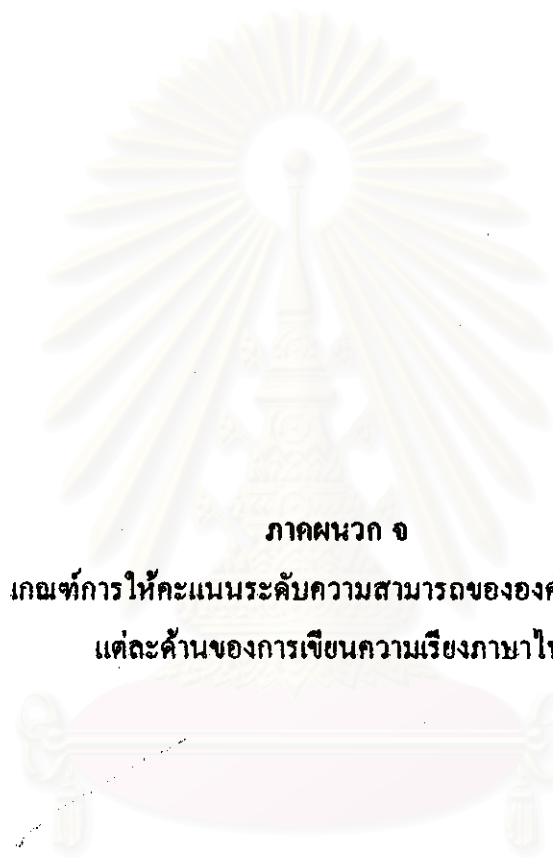 ภาคผนวก จ
เกณฑ์การให้คะแนนระดับความสามารถขององค์
แต่ละด้านของการเขียนความเรียงภาษาไ